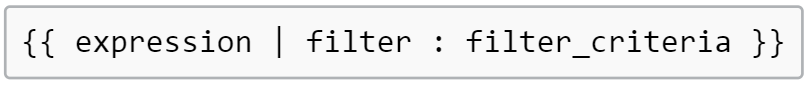 {{ expression | filter : filter_criteria }}